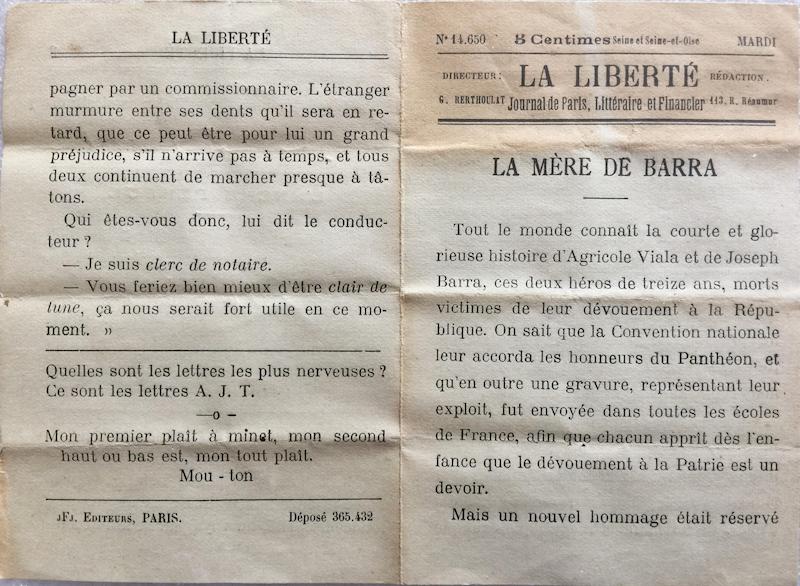 LA LIBERTÉ
pagner par un commissionnaire. L'étranger
murmure entre ses dents qu'il sera en re-
tard, que ce peut être pour lui un grand
préjudice, s'il n'arrive pas à temps, et tous
deux continuent de marcher presque à tâ-
tons.
Qui êtes-vous donc, lui dit le conduc-
teur ?
— Je suis clerc de notaire.
— Vous feriez bien mieux d'être clair de
lune, ça nous serait fort utile en ce mo-
ment. »
Quelles sont les lettres les plus nerveuses ?
Ce sont les lettres A. J. T.
—o—
Mon premier plaît à minet, mon second
haut ou bas est, mon tout plaît.
Mou - ton
JFJ. EDITEURS, PARIS. Déposé 365.432
N° 14.650 8 Centimes Seine et Seine-et-Oise MARDI
DIRECTEUR : LA LIBERTÉ RÉDACTION .
G. BERTHOULAT Journal de Paris, Littéraire et Financier 113, R. Réaumur
LA MÈRE DE BARRA
Tout le monde connaît la courte et glo-
rieuse histoire d'Agricole Viala et de Joseph
Barra, ces deux héros de treize ans, morts
victimes de leur dévouement à la Répu-
blique. On sait que la Convention nationale
leur accorda les honneurs du Panthéon, et
qu'en outre une gravure, représentant leur
exploit, fut envoyée dans toutes les écoles
de France, afin que chacun apprît dès l'en-
fance que le dévouement à la Patrie est un
devoir.
Mais un nouvel hommage était réservé